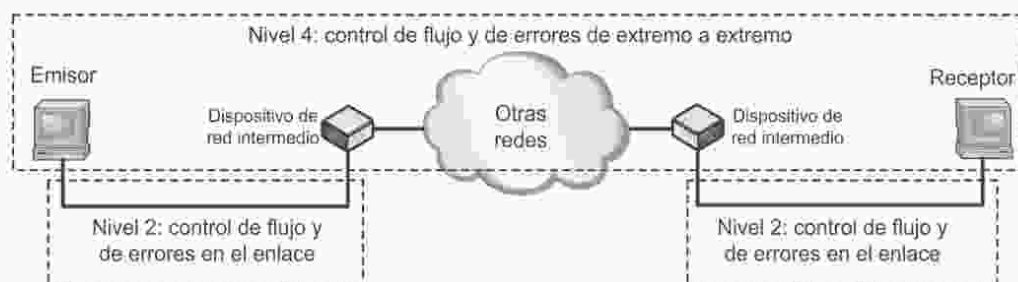 Nivel 4: control de flujo y de errores de extremo a extremo
Emisor
Receptor
Dispositivo de
red intermedio
Otras
redes
Dispositivo de
red intermedio
Nivel 2: control de flujo y
de errores en el enlace
Nivel 2: control de flujo y
de errores en el enlace